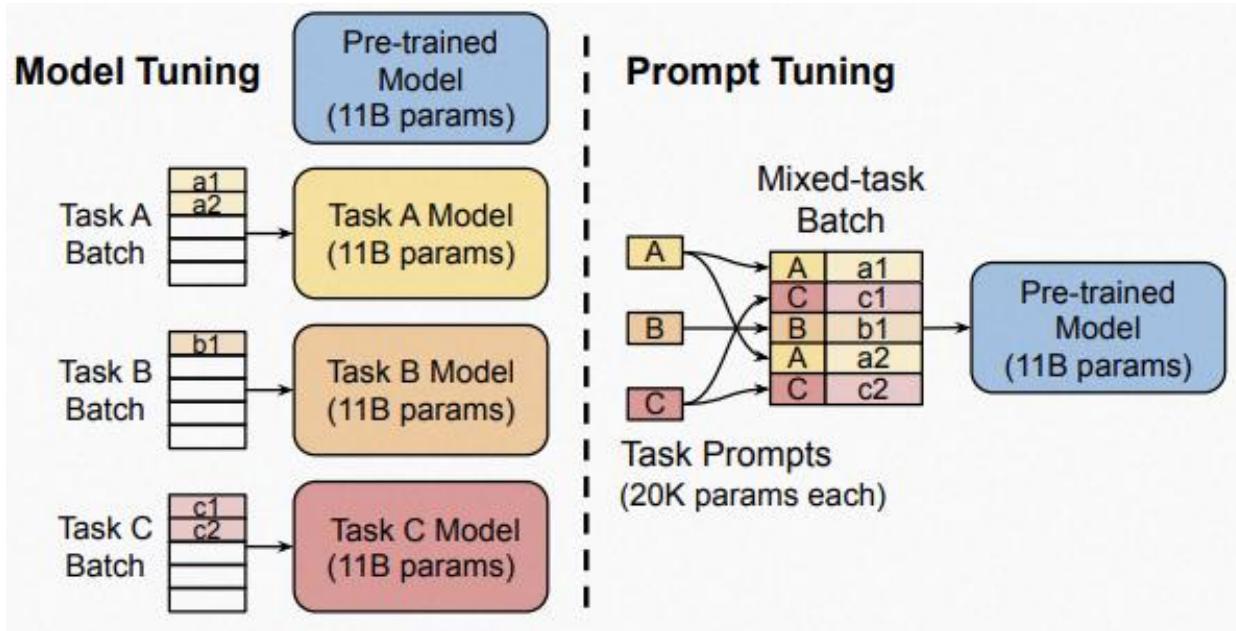 Model Tuning
Pre-trained
Model
(11B params)
a1
a2
Task A
Batch
Task A Model
(11B params)
b1
Task B
Batch
Task B Model
(11B params)
c1
c2
Task C
Batch
Task C Model
(11B params)
Prompt Tuning
Mixed-task
Batch
A
B
C
A a1
C c1
B b1
A a2
C c2
Pre-trained
Model
(11B params)
Task Prompts
(20K params each)